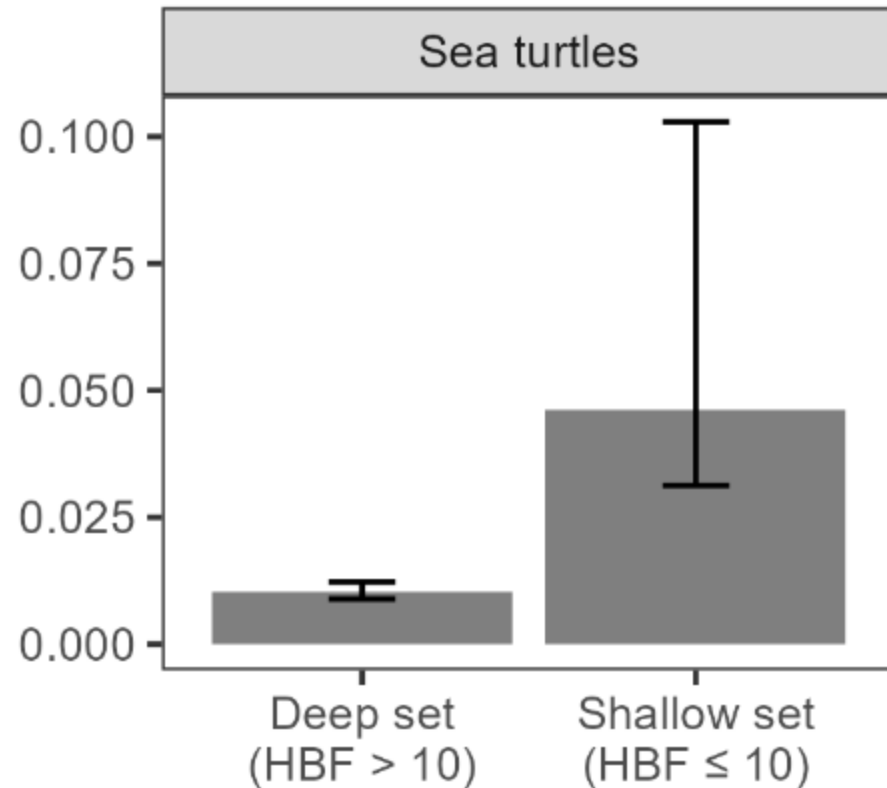 Sea turtles
0.100
0.075
0.050
0.025
0.000
Deep set
(HBF > 10)
Shallow set
(HBF ≤ 10)